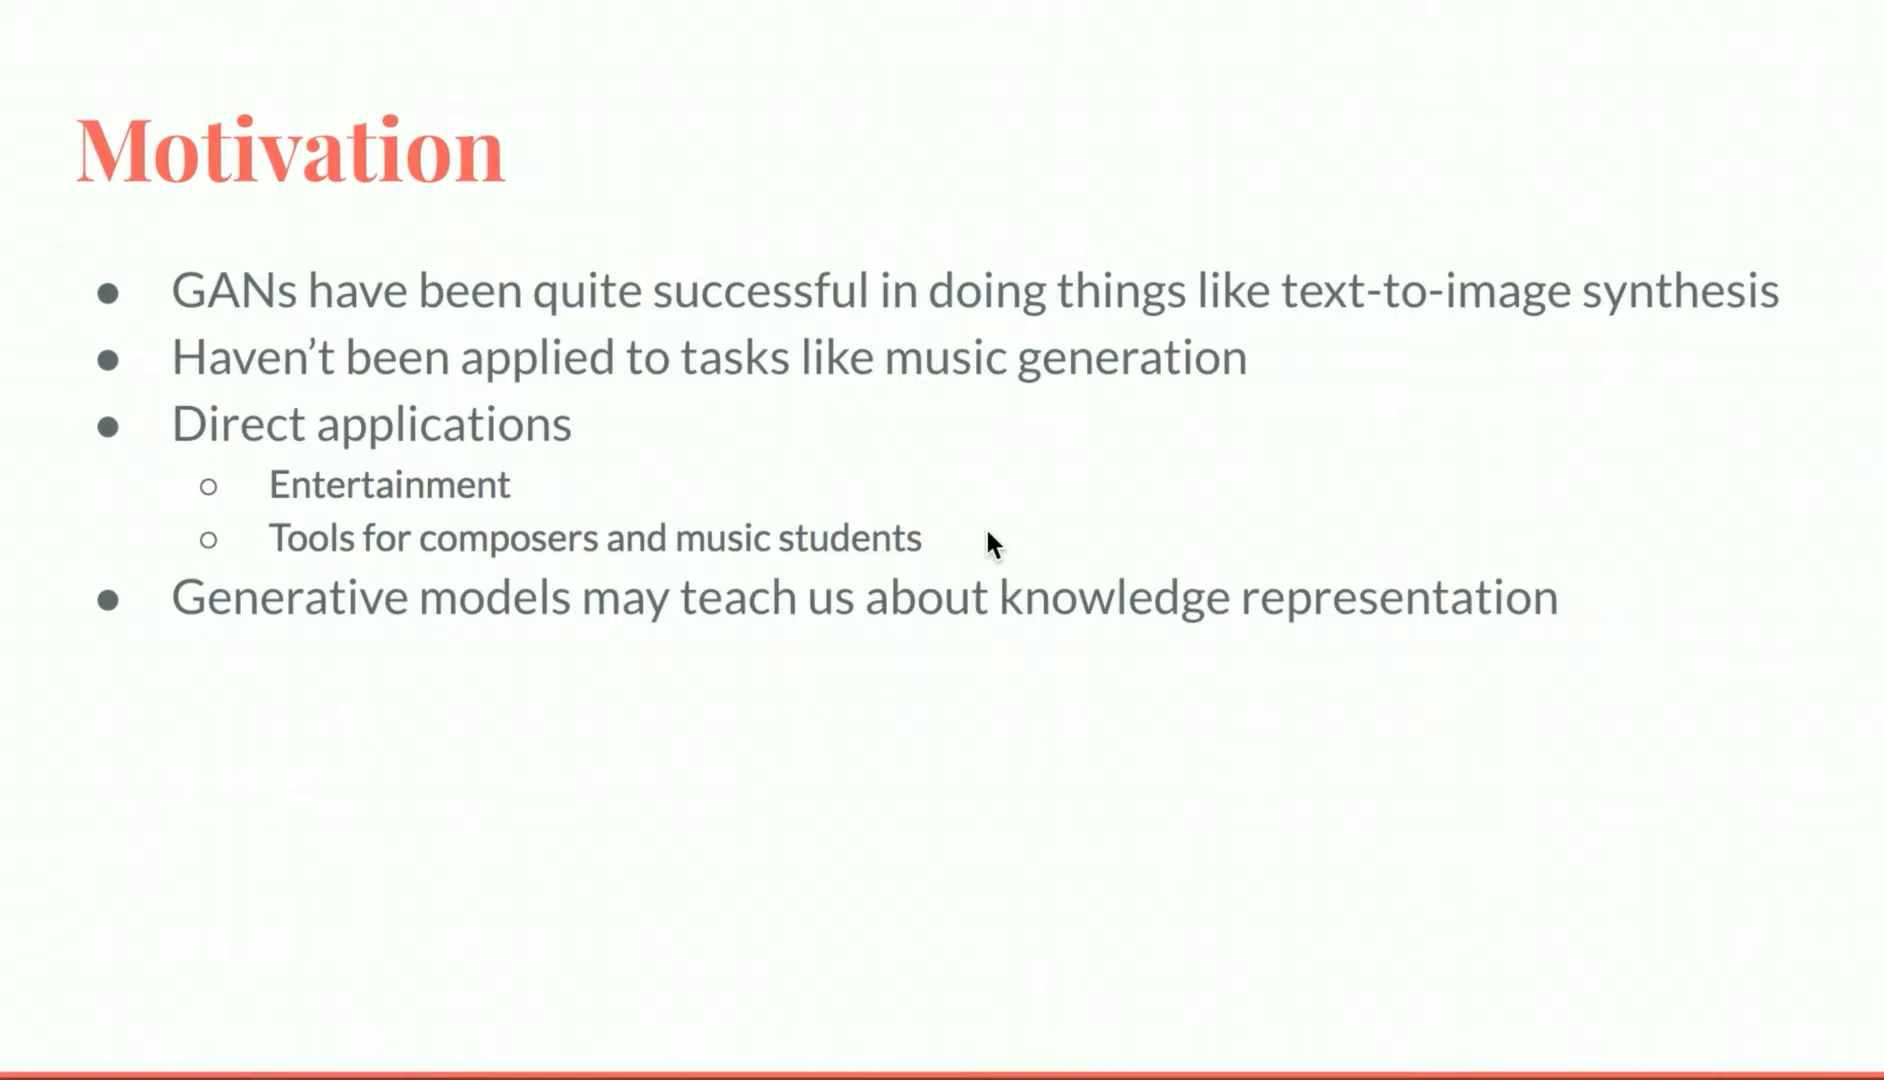 Motivation
● GANs have been quite successful in doing things like text-to-image synthesis
● Haven’t been applied to tasks like music generation
● Direct applications
○ Entertainment
○ Tools for composers and music students
● Generative models may teach us about knowledge representation